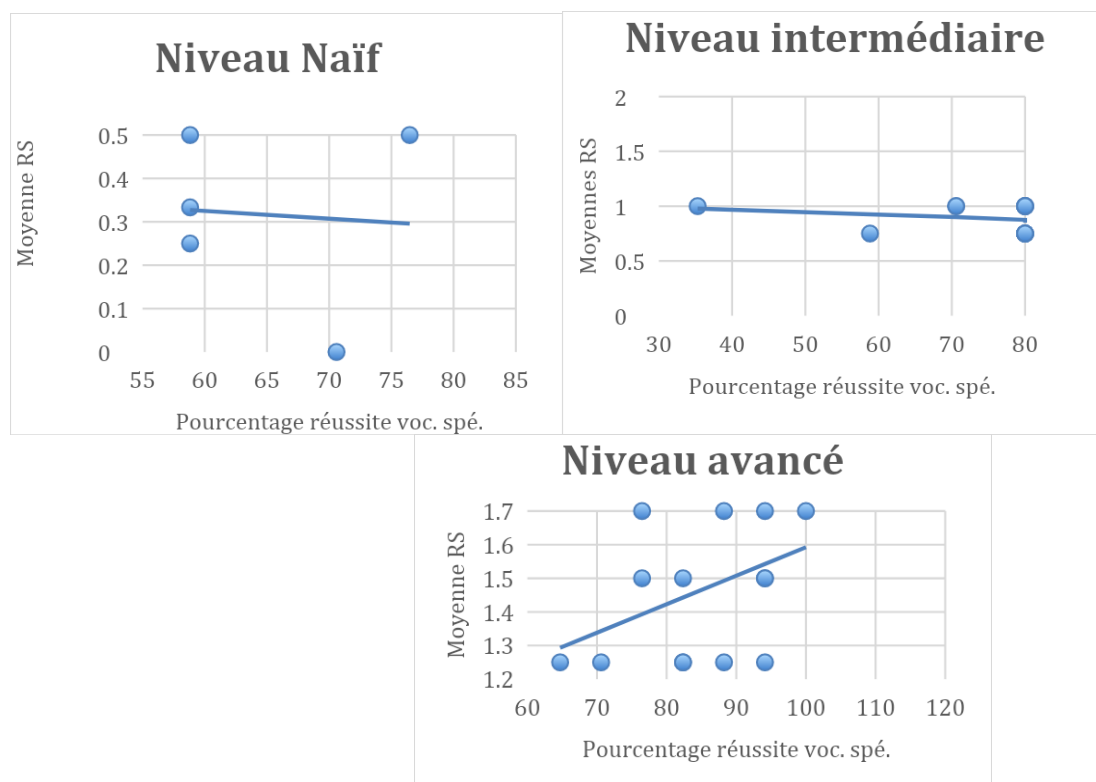 Niveau Naïf
Moyenne RS
0.5
0.4
0.3
0.2
0.1
0
55 60 65 70 75 80 85
Pourcentage réussite voc. spé.
Niveau intermédiaire
Moyennes RS
2
1.5
1
0.5
0
30 40 50 60 70 80
Pourcentage réussite voc. spé.
Niveau avancé
Moyenne RS
1.7
1.6
1.5
1.4
1.3
1.2
60 70 80 90 100 110 120
Pourcentage réussite voc. spé.